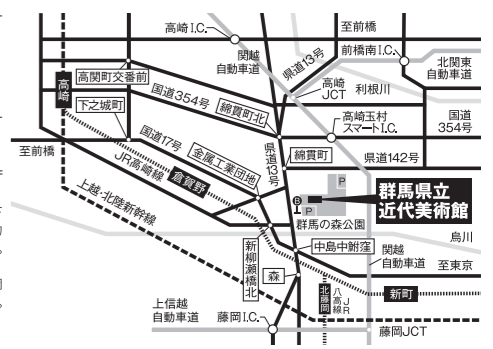 高崎I.C.
至前橋
関越
自動車道
県道13号
前橋南I.C.
北関東
自動車道
高関町交番前
高崎
JCT
利根川
高崎
国道354号
綿貫町北
高崎玉村
スマートI.C.
国道
354号
下之城町
国道17号
至前橋
JR高崎線
金属工業団地
県道13号
綿貫町
県道142号
倉賀野
P
群馬県立
近代美術館
B
P
群馬の森公園
上越・北陸新幹線
烏川
新柳瀬橋北
中島中鮒窪
関越
自動車道
至東京
森
北藤岡
JR
八高線
新町
上信越
自動車道
藤岡I.C.
藤岡JCT